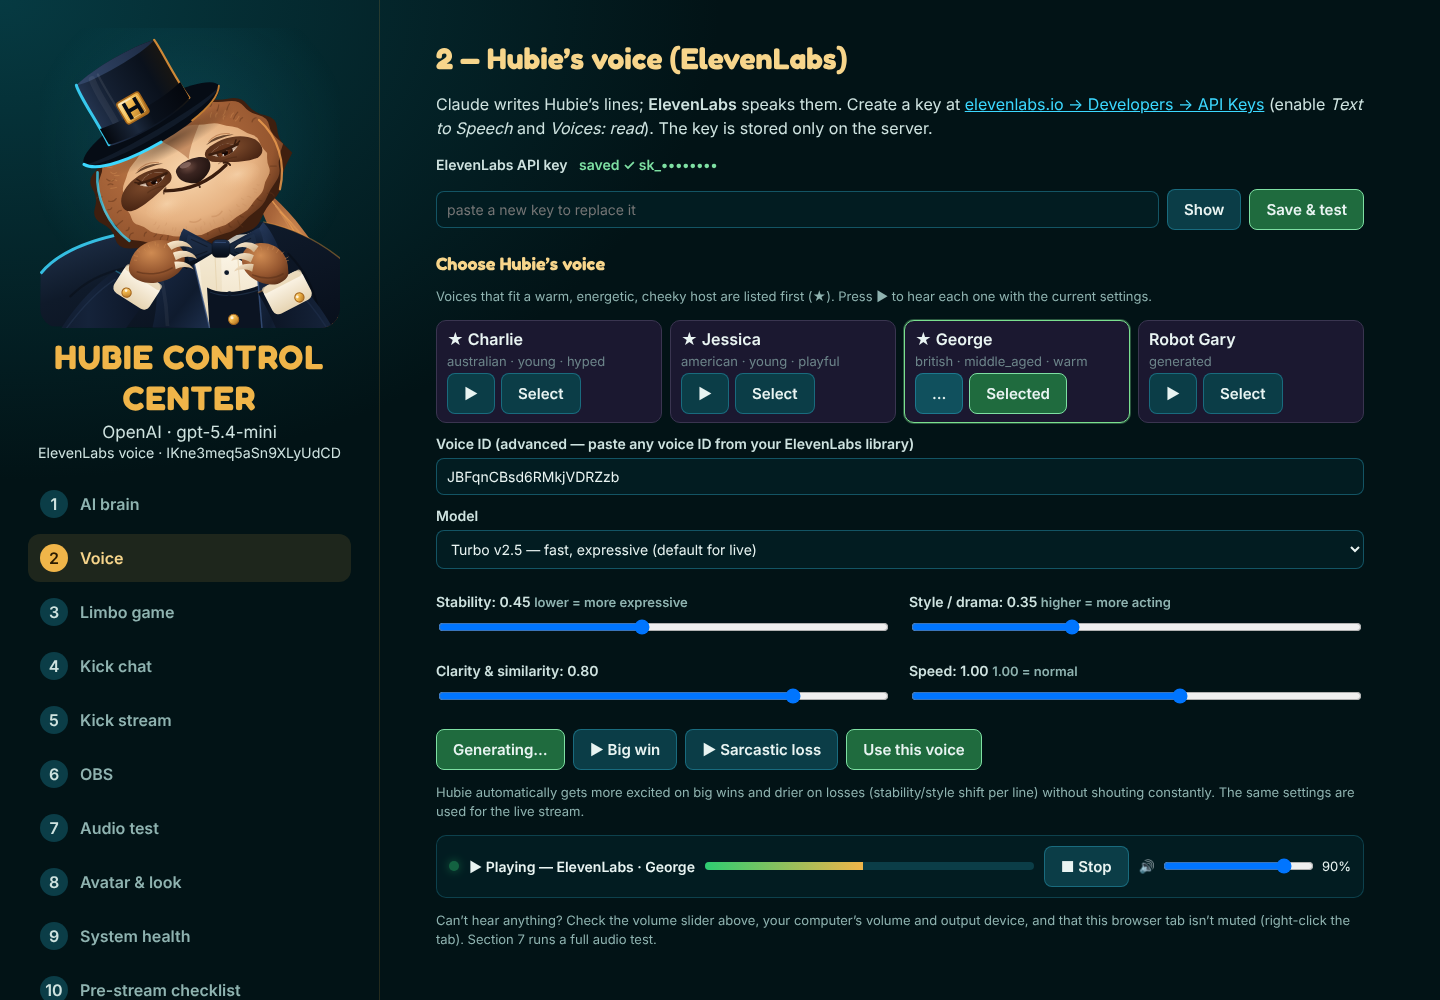 H
HUBIE CONTROL
CENTER
OpenAI · gpt-5.4-mini
ElevenLabs voice · IKne3meq5aSn9XLyUdCD
1 AI brain
2 Voice
3 Limbo game
4 Kick chat
5 Kick stream
6 OBS
7 Audio test
8 Avatar & look
9 System health
10 Pre-stream checklist
2 — Hubie’s voice (ElevenLabs)
Claude writes Hubie’s lines; ElevenLabs speaks them. Create a key at elevenlabs.io → Developers → API Keys (enable Text
to Speech and Voices: read). The key is stored only on the server.
ElevenLabs API key saved ✓ sk_••••••••
paste a new key to replace it Show Save & test
Choose Hubie’s voice
Voices that fit a warm, energetic, cheeky host are listed first (★). Press ▶ to hear each one with the current settings.
★ Charlie
australian · young · hyped
▶ Select
★ Jessica
american · young · playful
▶ Select
★ George
british · middle_aged · warm
... Selected
Robot Gary
generated
▶ Select
Voice ID (advanced — paste any voice ID from your ElevenLabs library)
JBFqnCBsd6RMkjVDRZzb
Model
Turbo v2.5 — fast, expressive (default for live)
Stability: 0.45 lower = more expressive
Style / drama: 0.35 higher = more acting
Clarity & similarity: 0.80
Speed: 1.00 1.00 = normal
Generating... ▶ Big win ▶ Sarcastic loss Use this voice
Hubie automatically gets more excited on big wins and drier on losses (stability/style shift per line) without shouting constantly. The same settings are
used for the live stream.
▶ Playing — ElevenLabs · George ■ Stop 🔊 90%
Can’t hear anything? Check the volume slider above, your computer’s volume and output device, and that this browser tab isn’t muted (right-click the
tab). Section 7 runs a full audio test.